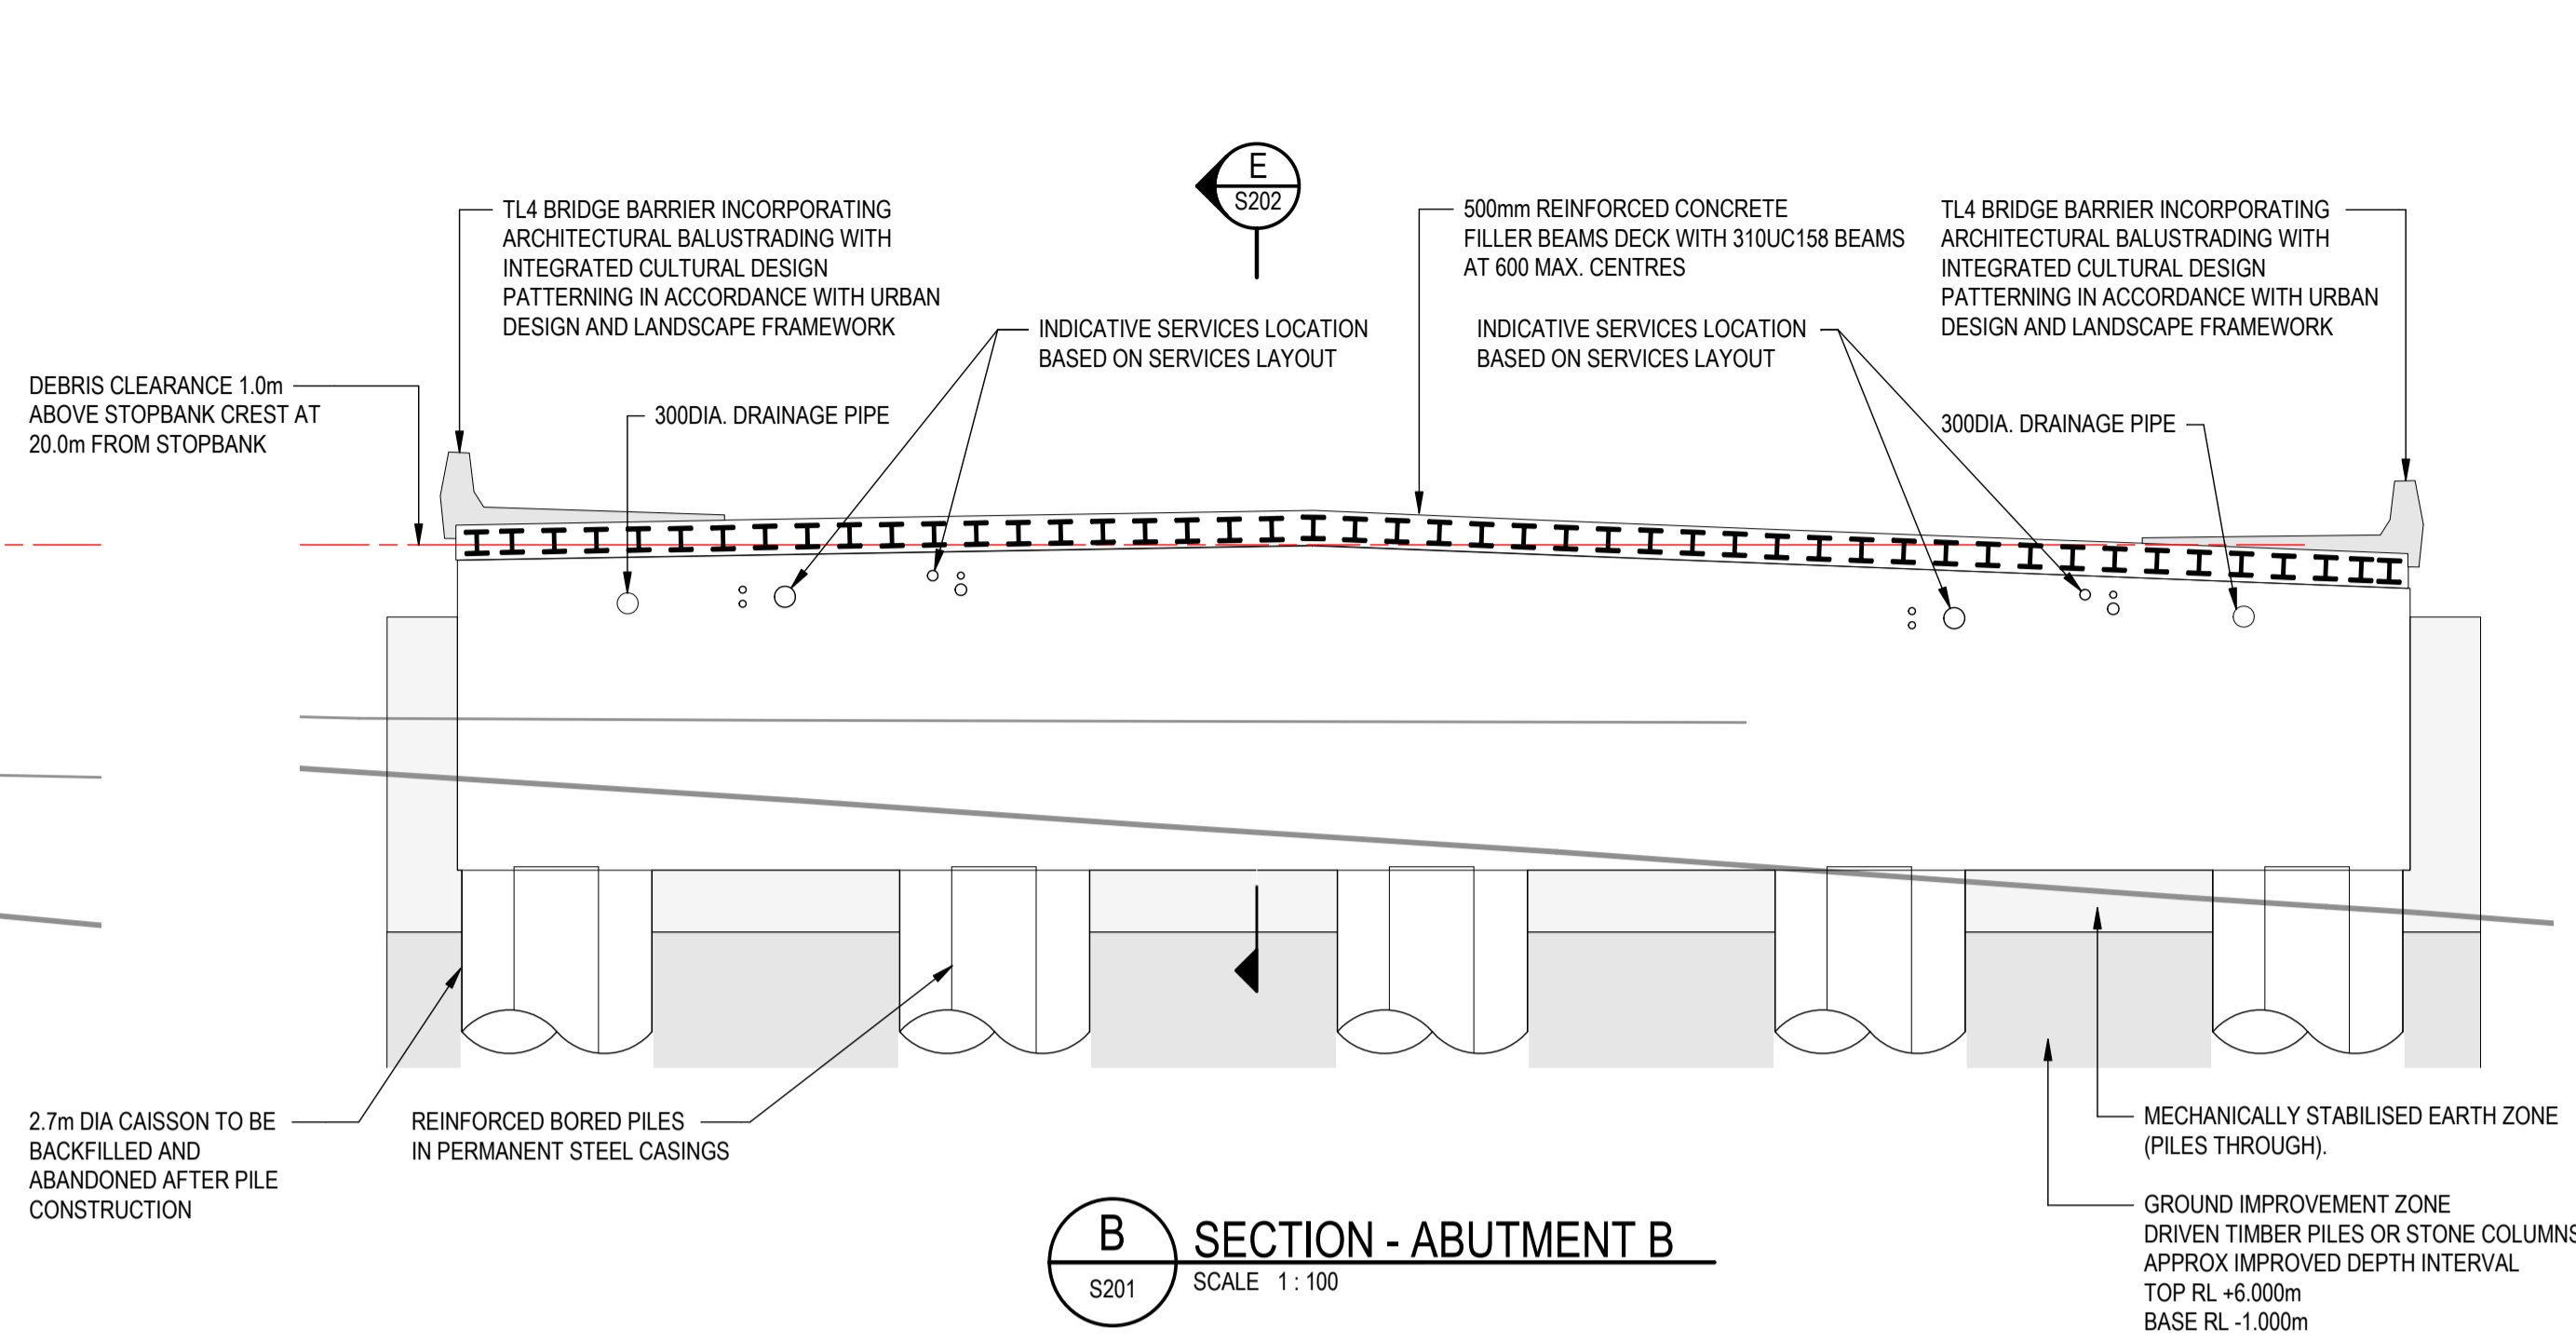 E
S202
TL4 BRIDGE BARRIER INCORPORATING
ARCHITECTURAL BALUSTRADING WITH
INTEGRATED CULTURAL DESIGN
PATTERNING IN ACCORDANCE WITH URBAN
DESIGN AND LANDSCAPE FRAMEWORK
500mm REINFORCED CONCRETE
FILLER BEAMS DECK WITH 310UC158 BEAMS
AT 600 MAX. CENTRES
TL4 BRIDGE BARRIER INCORPORATING
ARCHITECTURAL BALUSTRADING WITH
INTEGRATED CULTURAL DESIGN
PATTERNING IN ACCORDANCE WITH URBAN
DESIGN AND LANDSCAPE FRAMEWORK
INDICATIVE SERVICES LOCATION
BASED ON SERVICES LAYOUT
INDICATIVE SERVICES LOCATION
BASED ON SERVICES LAYOUT
DEBRIS CLEARANCE 1.0m
ABOVE STOPBANK CREST AT
20.0m FROM STOPBANK
300DIA. DRAINAGE PIPE
300DIA. DRAINAGE PIPE
2.7m DIA CAISSON TO BE
BACKFILLED AND
ABANDONED AFTER PILE
CONSTRUCTION
REINFORCED BORED PILES
IN PERMANENT STEEL CASINGS
MECHANICALLY STABILISED EARTH ZONE
(PILES THROUGH).
GROUND IMPROVEMENT ZONE
DRIVEN TIMBER PILES OR STONE COLUMNS
APPROX IMPROVED DEPTH INTERVAL
TOP RL +6.000m
BASE RL -1.000m
B
S201
SECTION - ABUTMENT B
SCALE 1 : 100